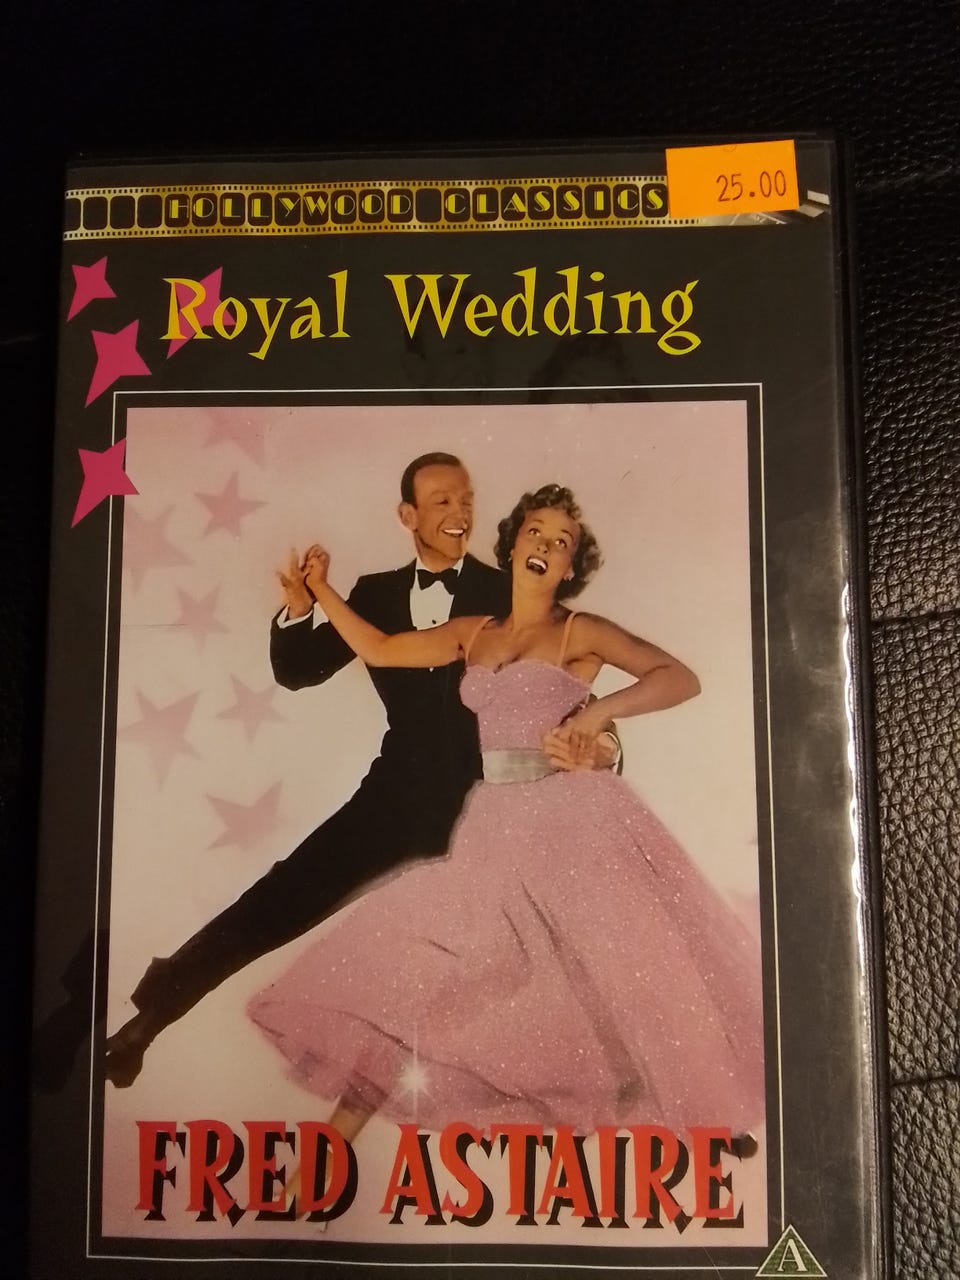 25.00
HOLLYWOOD CLASSICS
Royal Wedding
FRED ASTAIRE
A